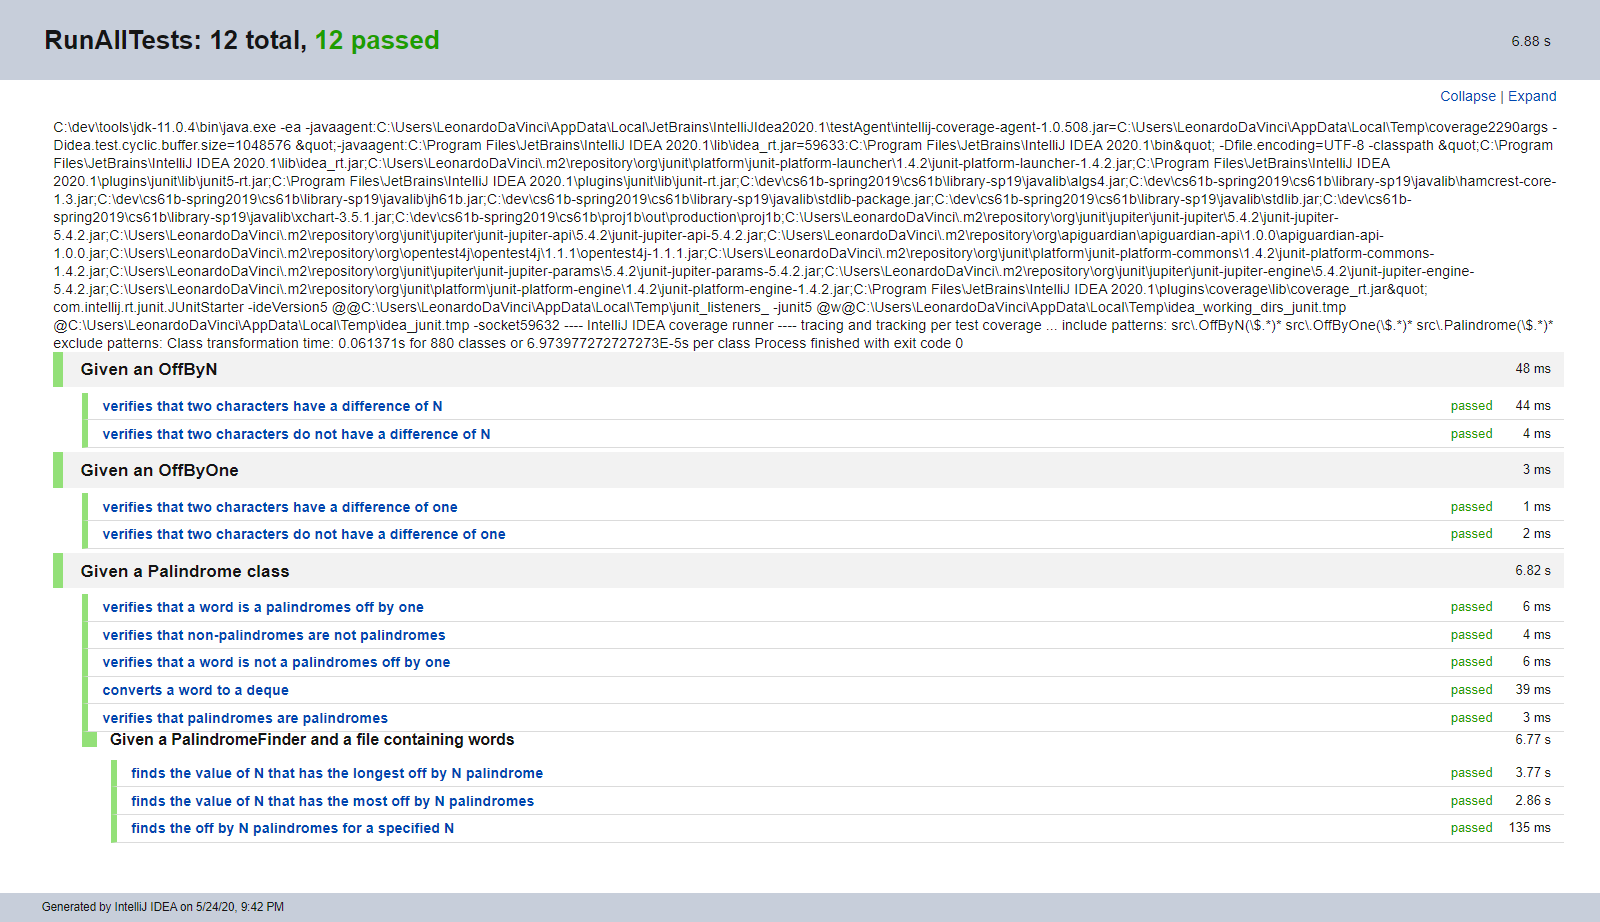 RunAllTests: 12 total, 12 passed
6.88 s
Collapse | Expand
C:\dev\tools\jdk-11.0.4\bin\java.exe -ea -javaagent:C:\Users\LeonardoDaVinci\AppData\Local\JetBrains\IntelliJIdea2020.1\testAgent\intellij-coverage-agent-1.0.508.jar=C:\Users\LeonardoDaVinci\AppData\Local\Temp\coverage2290args -
Didea.test.cyclic.buffer.size=1048576 &quot;-javaagent:C:\Program Files\JetBrains\IntelliJ IDEA 2020.1\lib\idea_rt.jar=59633:C:\Program Files\JetBrains\IntelliJ IDEA 2020.1\bin&quot; -Dfile.encoding=UTF-8 -classpath &quot;C:\Program
Files\JetBrains\IntelliJ IDEA 2020.1\lib\idea_rt.jar;C:\Users\LeonardoDaVinci\.m2\repository\org\junit\platform\junit-platform-launcher\1.4.2\junit-platform-launcher-1.4.2.jar;C:\Program Files\JetBrains\IntelliJ IDEA
2020.1\plugins\junit\lib\junit5-rt.jar;C:\Program Files\JetBrains\IntelliJ IDEA 2020.1\plugins\junit\lib\junit-rt.jar;C:\dev\cs61b-spring2019\cs61b\library-sp19\javalib\algs4.jar;C:\dev\cs61b-spring2019\cs61b\library-sp19\javalib\hamcrest-core-
1.3.jar;C:\dev\cs61b-spring2019\cs61b\library-sp19\javalib\jh61b.jar;C:\dev\cs61b-spring2019\cs61b\library-sp19\javalib\stdlib-package.jar;C:\dev\cs61b-spring2019\cs61b\library-sp19\javalib\stdlib.jar;C:\dev\cs61b-
spring2019\cs61b\library-sp19\javalib\xchart-3.5.1.jar;C:\dev\cs61b-spring2019\cs61b\proj1b\out\production\proj1b;C:\Users\LeonardoDaVinci\.m2\repository\org\junit\jupiter\junit-jupiter\5.4.2\junit-jupiter-
5.4.2.jar;C:\Users\LeonardoDaVinci\.m2\repository\org\junit\jupiter\junit-jupiter-api\5.4.2\junit-jupiter-api-5.4.2.jar;C:\Users\LeonardoDaVinci\.m2\repository\org\apiguardian\apiguardian-api\1.0.0\apiguardian-api-
1.0.0.jar;C:\Users\LeonardoDaVinci\.m2\repository\org\opentest4j\opentest4j\1.1.1\opentest4j-1.1.1.jar;C:\Users\LeonardoDaVinci\.m2\repository\org\junit\platform\junit-platform-commons\1.4.2\junit-platform-commons-
1.4.2.jar;C:\Users\LeonardoDaVinci\.m2\repository\org\junit\jupiter\junit-jupiter-params\5.4.2\junit-jupiter-params-5.4.2.jar;C:\Users\LeonardoDaVinci\.m2\repository\org\junit\jupiter\junit-jupiter-engine\5.4.2\junit-jupiter-engine-
5.4.2.jar;C:\Users\LeonardoDaVinci\.m2\repository\org\junit\platform\junit-platform-engine\1.4.2\junit-platform-engine-1.4.2.jar;C:\Program Files\JetBrains\IntelliJ IDEA 2020.1\plugins\coverage\lib\coverage_rt.jar&quot;
com.intellij.rt.junit.JUnitStarter -ideVersion5 @@C:\Users\LeonardoDaVinci\AppData\Local\Temp\junit_listeners_ -junit5 @w@C:\Users\LeonardoDaVinci\AppData\Local\Temp\idea_working_dirs_junit.tmp
@C:\Users\LeonardoDaVinci\AppData\Local\Temp\idea_junit.tmp -socket59632 ---- IntelliJ IDEA coverage runner ---- tracing and tracking per test coverage ... include patterns: src\.OffByN(\$.*)* src\.OffByOne(\$.*)* src\.Palindrome(\$.*)*
exclude patterns: Class transformation time: 0.061371s for 880 classes or 6.973977272727273E-5s per class Process finished with exit code 0
Given an OffByN 48 ms
verifies that two characters have a difference of N passed 44 ms
verifies that two characters do not have a difference of N passed 4 ms
Given an OffByOne 3 ms
verifies that two characters have a difference of one passed 1 ms
verifies that two characters do not have a difference of one passed 2 ms
Given a Palindrome class 6.82 s
verifies that a word is a palindromes off by one passed 6 ms
verifies that non-palindromes are not palindromes passed 4 ms
verifies that a word is not a palindromes off by one passed 6 ms
converts a word to a deque passed 39 ms
verifies that palindromes are palindromes passed 3 ms
Given a PalindromeFinder and a file containing words 6.77 s
finds the value of N that has the longest off by N palindrome passed 3.77 s
finds the value of N that has the most off by N palindromes passed 2.86 s
finds the off by N palindromes for a specified N passed 135 ms
Generated by IntelliJ IDEA on 5/24/20, 9:42 PM